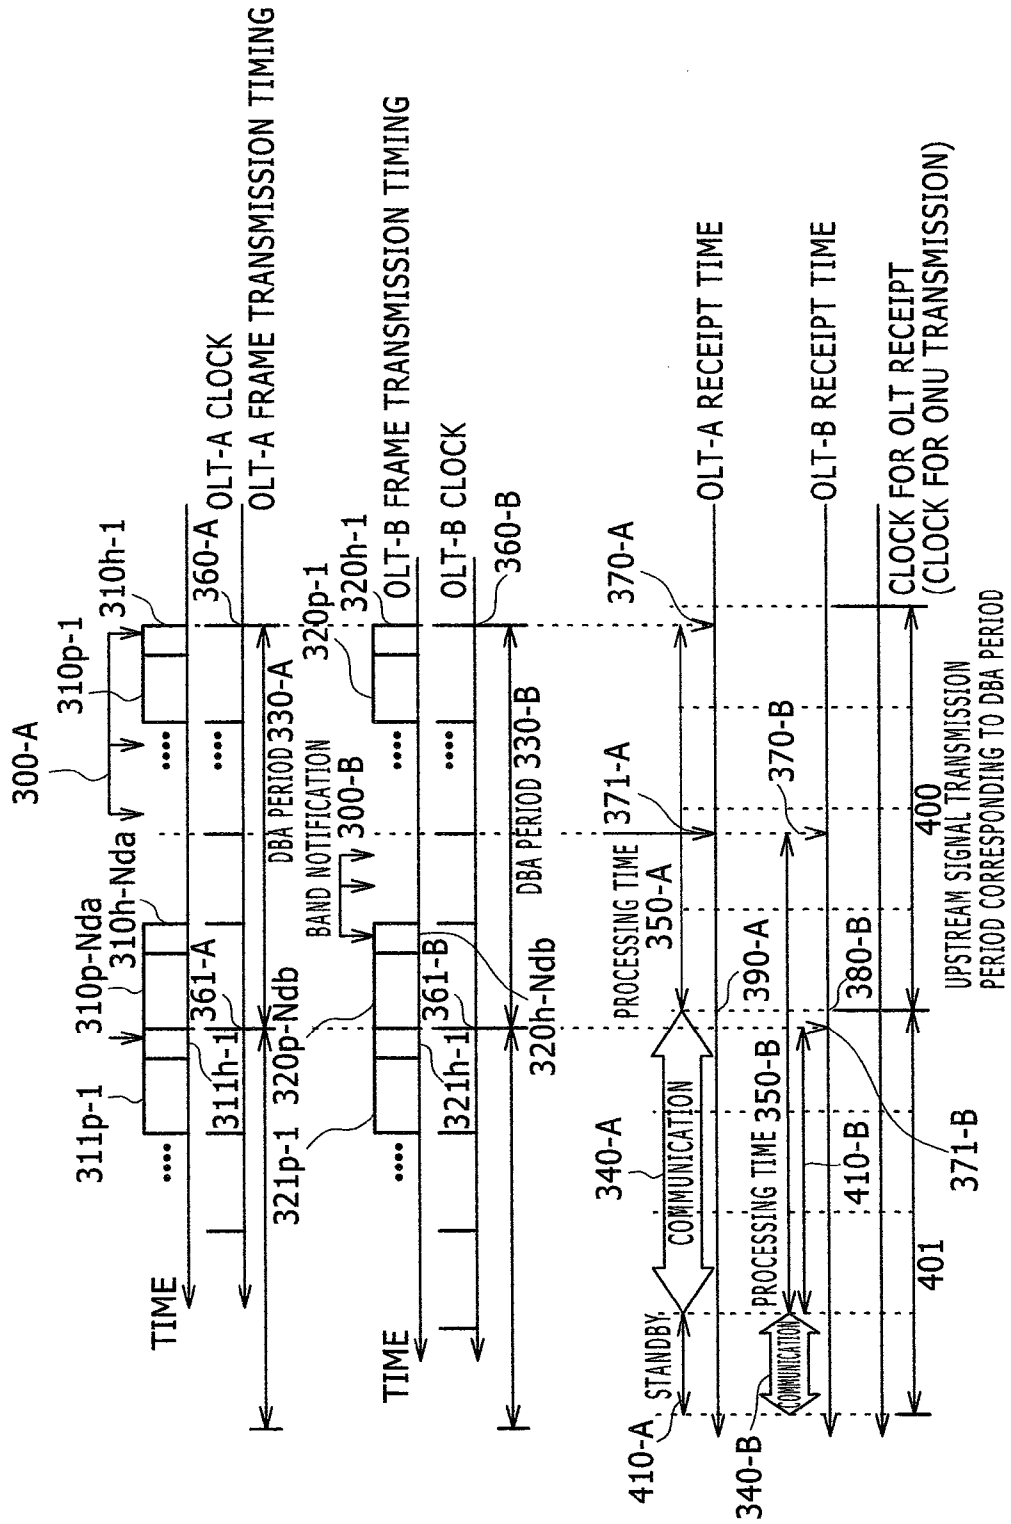 300-A
310p-1
310h-1
360-A
OLT-A CLOCK
OLT-A FRAME TRANSMISSION TIMING
310p-Nda
310h-Nda
311p-1
311h-1
361-A
DBA PERIOD 330-A
TIME
BAND NOTIFICATION
300-B
320p-1
320h-1
OLT-B FRAME TRANSMISSION TIMING
OLT-B CLOCK
360-B
321p-1
320p-Ndb
321h-1
361-B
320h-Ndb
DBA PERIOD 330-B
TIME
PROCESSING TIME
350-A
371-A
370-A
OLT-A RECEIPT TIME
340-A
COMMUNICATION
STANDBY
410-A
390-A
370-B
OLT-B RECEIPT TIME
PROCESSING TIME 350-B
COMMUNICATION
340-B
410-B
380-B
371-B
CLOCK FOR OLT RECEIPT
(CLOCK FOR ONU TRANSMISSION)
400
401
UPSTREAM SIGNAL TRANSMISSION
PERIOD CORRESPONDING TO DBA PERIOD